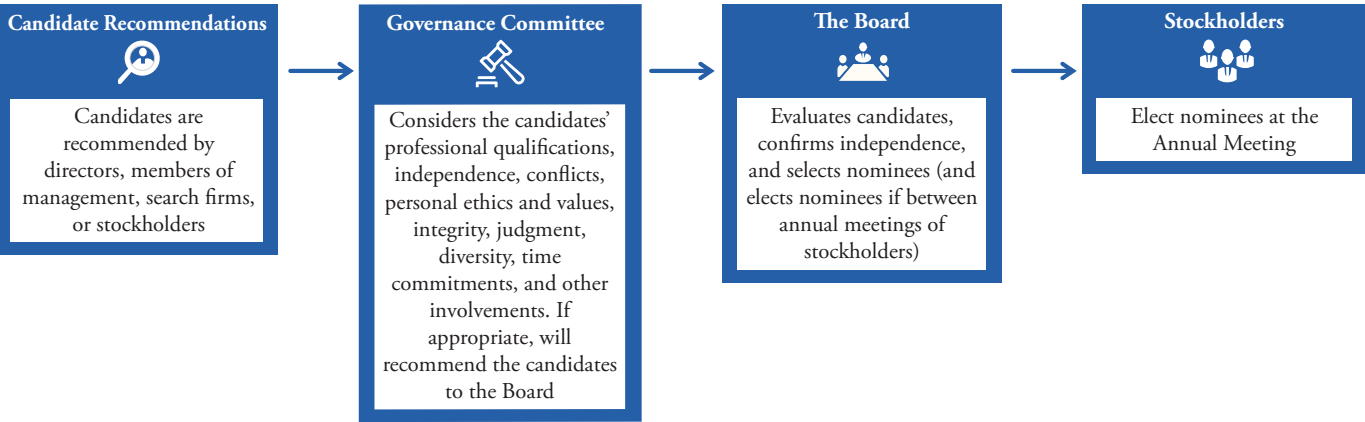 Candidate Recommendations
Candidates are
recommended by
directors, members of
management, search firms,
or stockholders
Governance Committee
Considers the candidates’
professional qualifications,
independence, conflicts,
personal ethics and values,
integrity, judgment,
diversity, time
commitments, and other
involvements. If
appropriate, will
recommend the candidates
to the Board
The Board
Evaluates candidates,
confirms independence,
and selects nominees (and
elects nominees if between
annual meetings of
stockholders)
Stockholders
Elect nominees at the
Annual Meeting